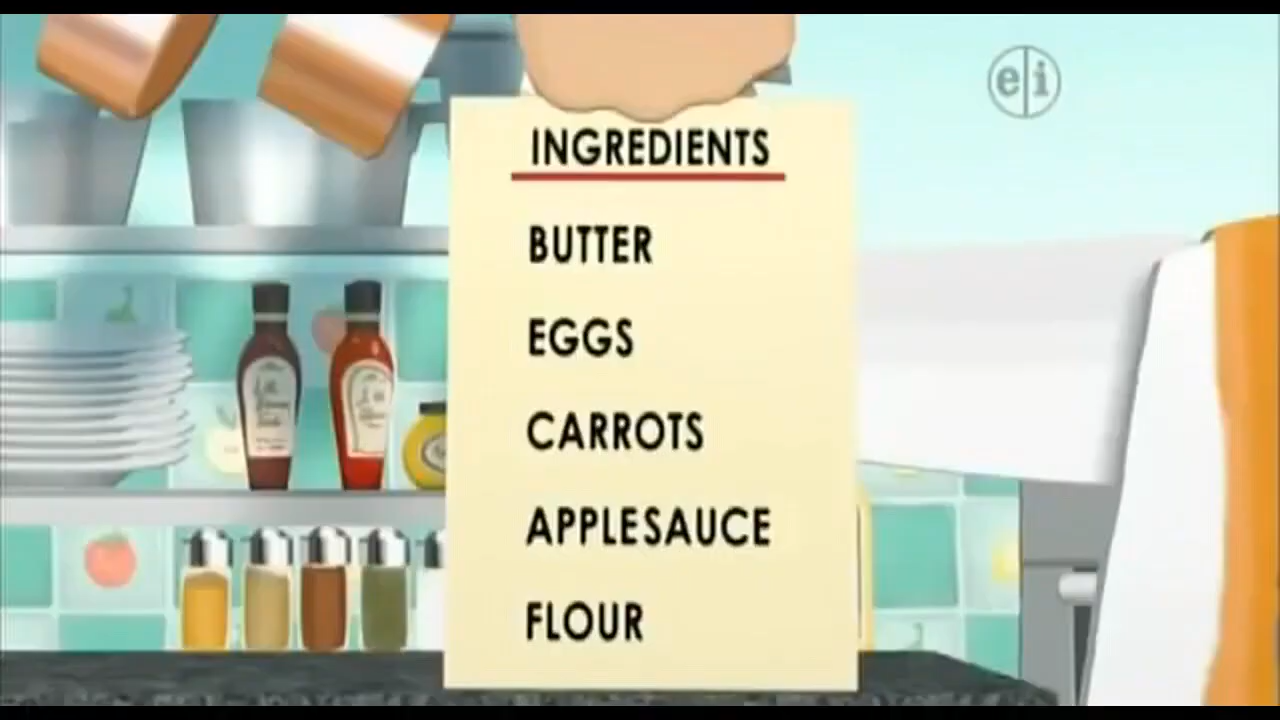 e|i
INGREDIENTS
BUTTER
EGGS
CARROTS
APPLESAUCE
FLOUR